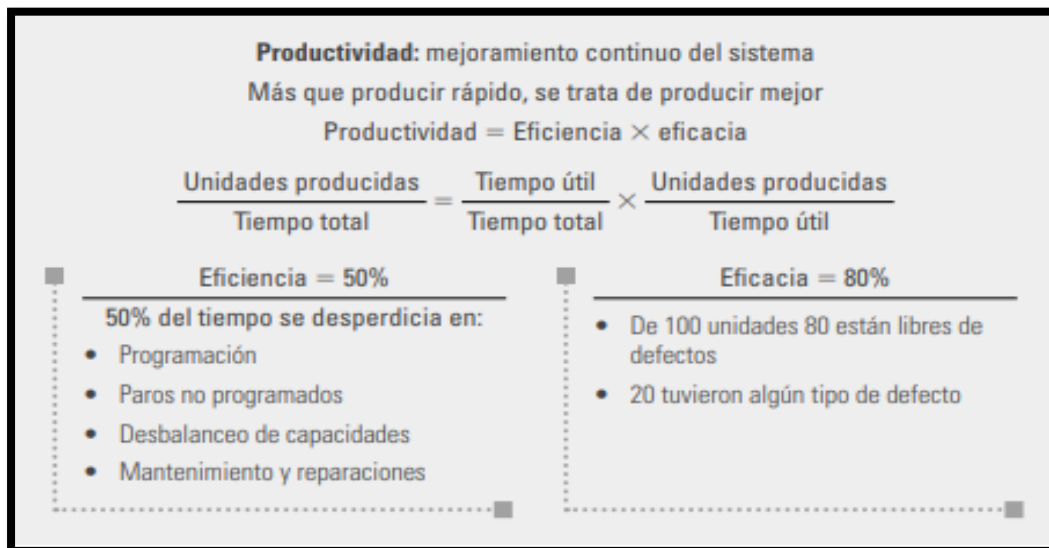 Productividad: mejoramiento continuo del sistema
Más que producir rápido, se trata de producir mejor
Productividad = Eficiencia × eficacia
Unidades producidas / Tiempo total = Tiempo útil / Tiempo total × Unidades producidas / Tiempo útil
Eficiencia = 50%
50% del tiempo se desperdicia en:
• Programación
• Paros no programados
• Desbalanceo de capacidades
• Mantenimiento y reparaciones
Eficacia = 80%
• De 100 unidades 80 están libres de
defectos
• 20 tuvieron algún tipo de defecto